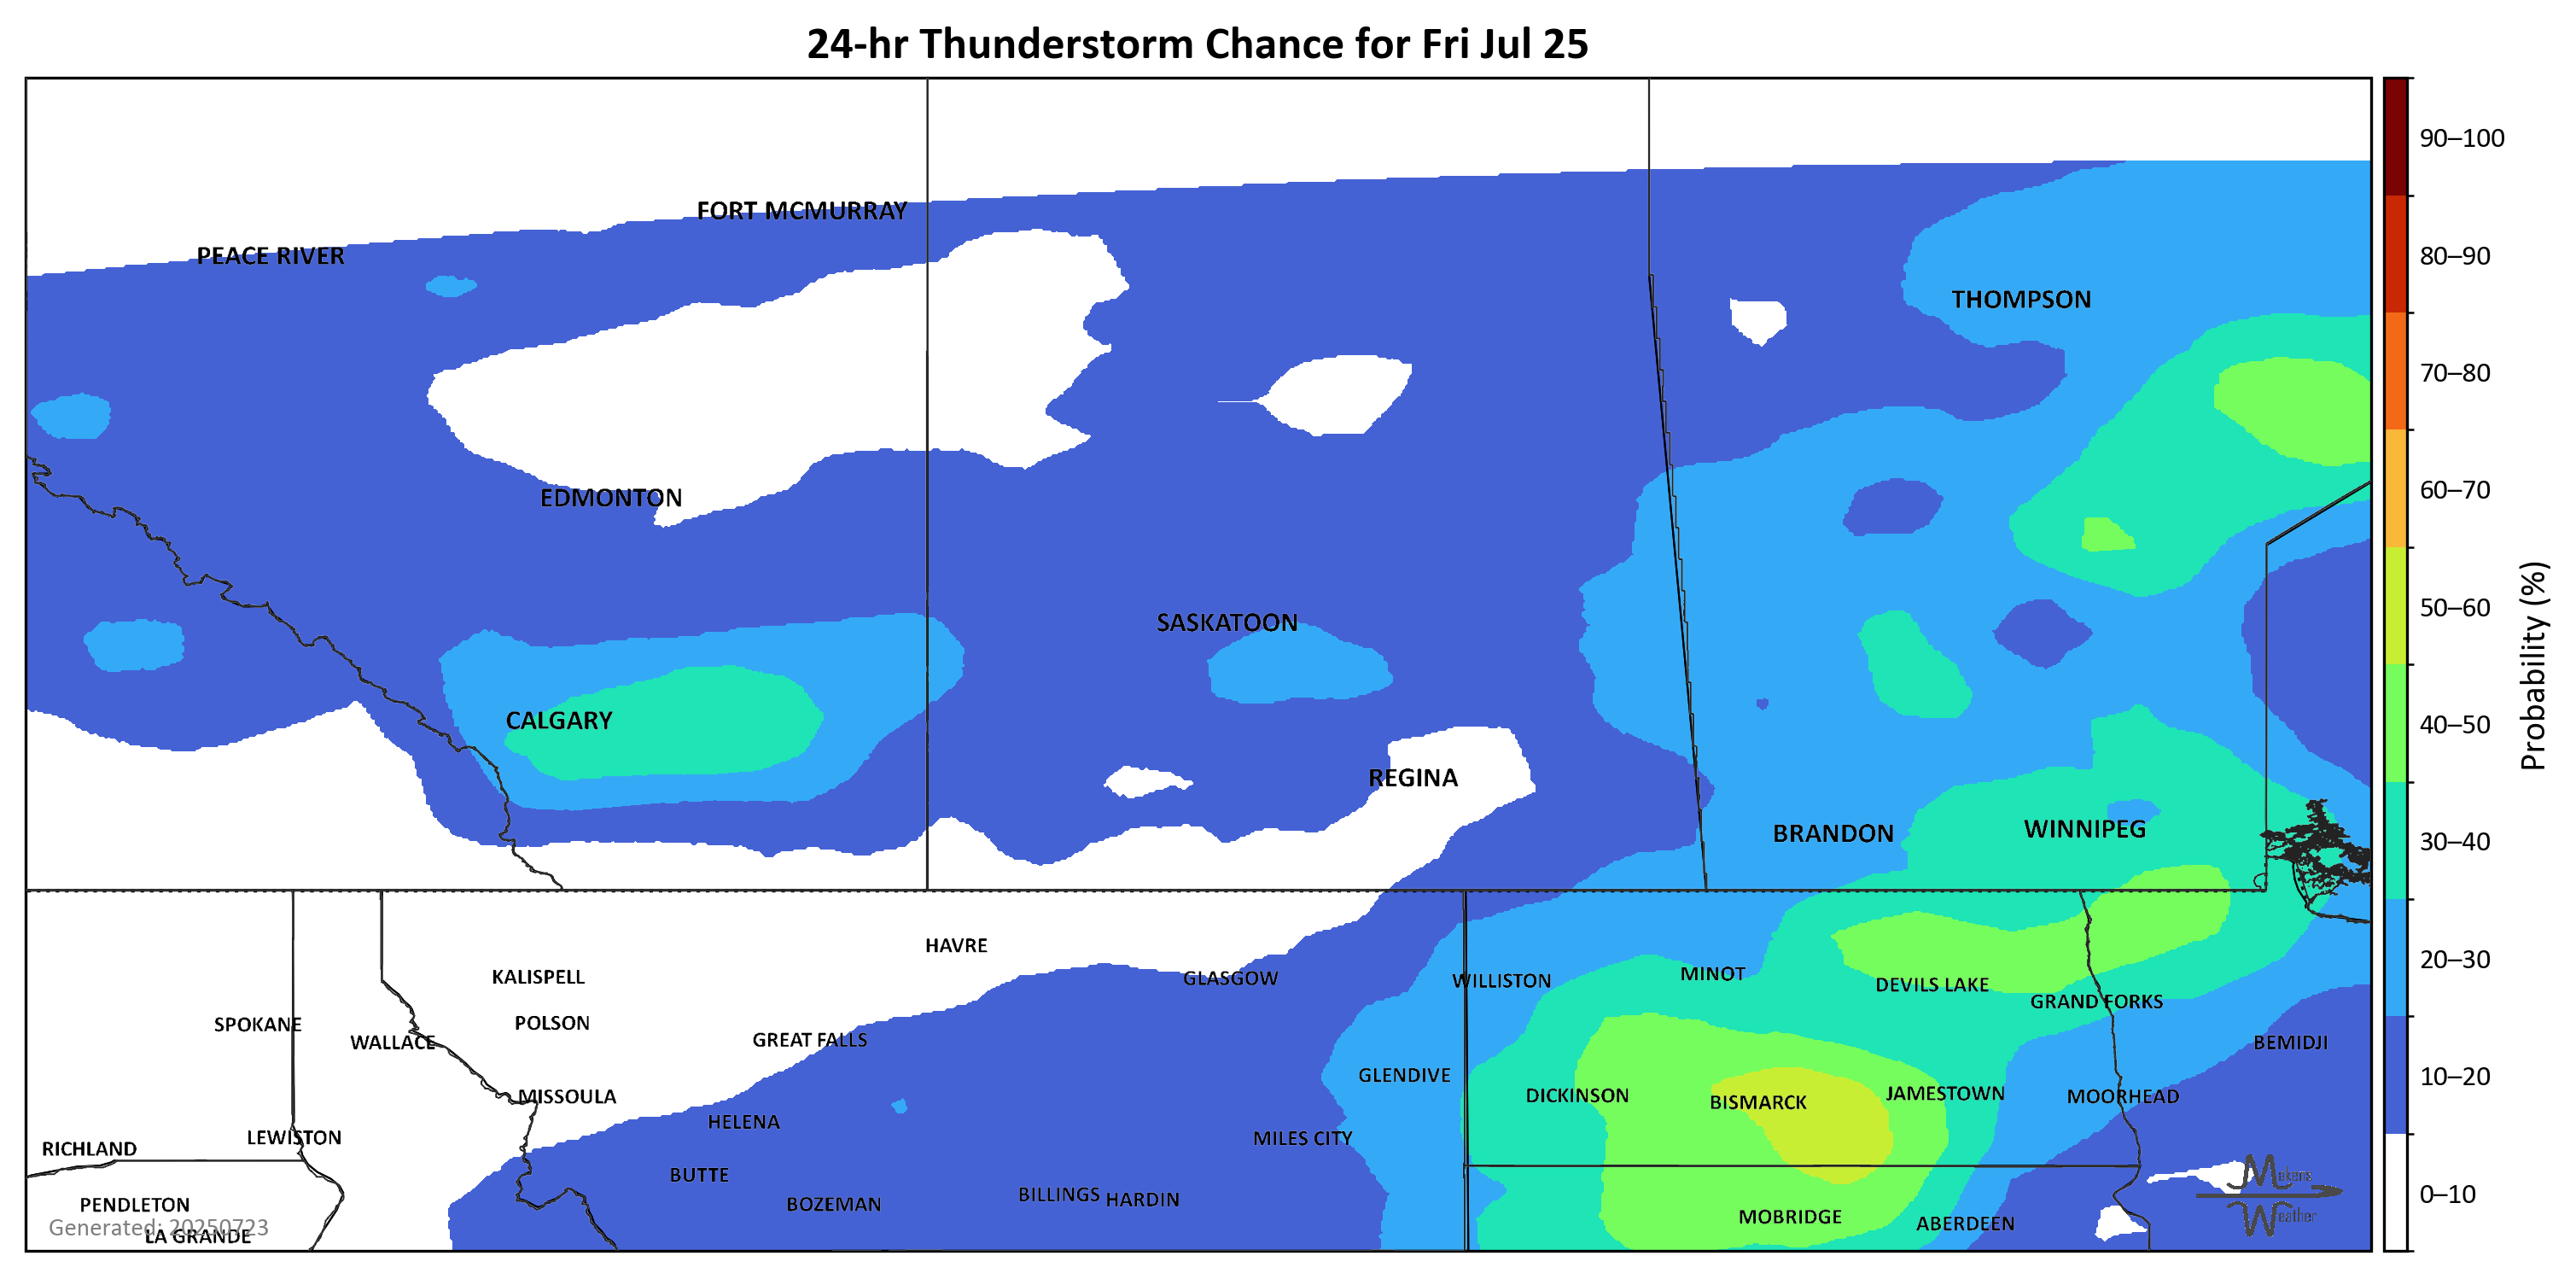 24-hr Thunderstorm Chance for Fri Jul 25
FORT MCMURRAY
PEACE RIVER
THOMPSON
EDMONTON
SASKATOON
CALGARY
REGINA
BRANDON
WINNIPEG
HAVRE
KALISPELL
GLASGOW
WILLISTON
MINOT
DEVILS LAKE
GRAND FORKS
SPOKANE
POLSON
WALLACE
GREAT FALLS
BEMIDJI
GLENDIVE
MISSOULA
DICKINSON
BISMARCK
JAMESTOWN
MOORHEAD
HELENA
LEWISTON
MILES CITY
RICHLAND
BUTTE
BILLINGS
HARDIN
PENDLETON
BOZEMAN
MOBRIDGE
ABERDEEN
Generated: 20250723
LA GRANDE
Mekens
Weather
90–100
80–90
70–80
60–70
50–60
40–50
30–40
20–30
10–20
0–10
Probability (%)